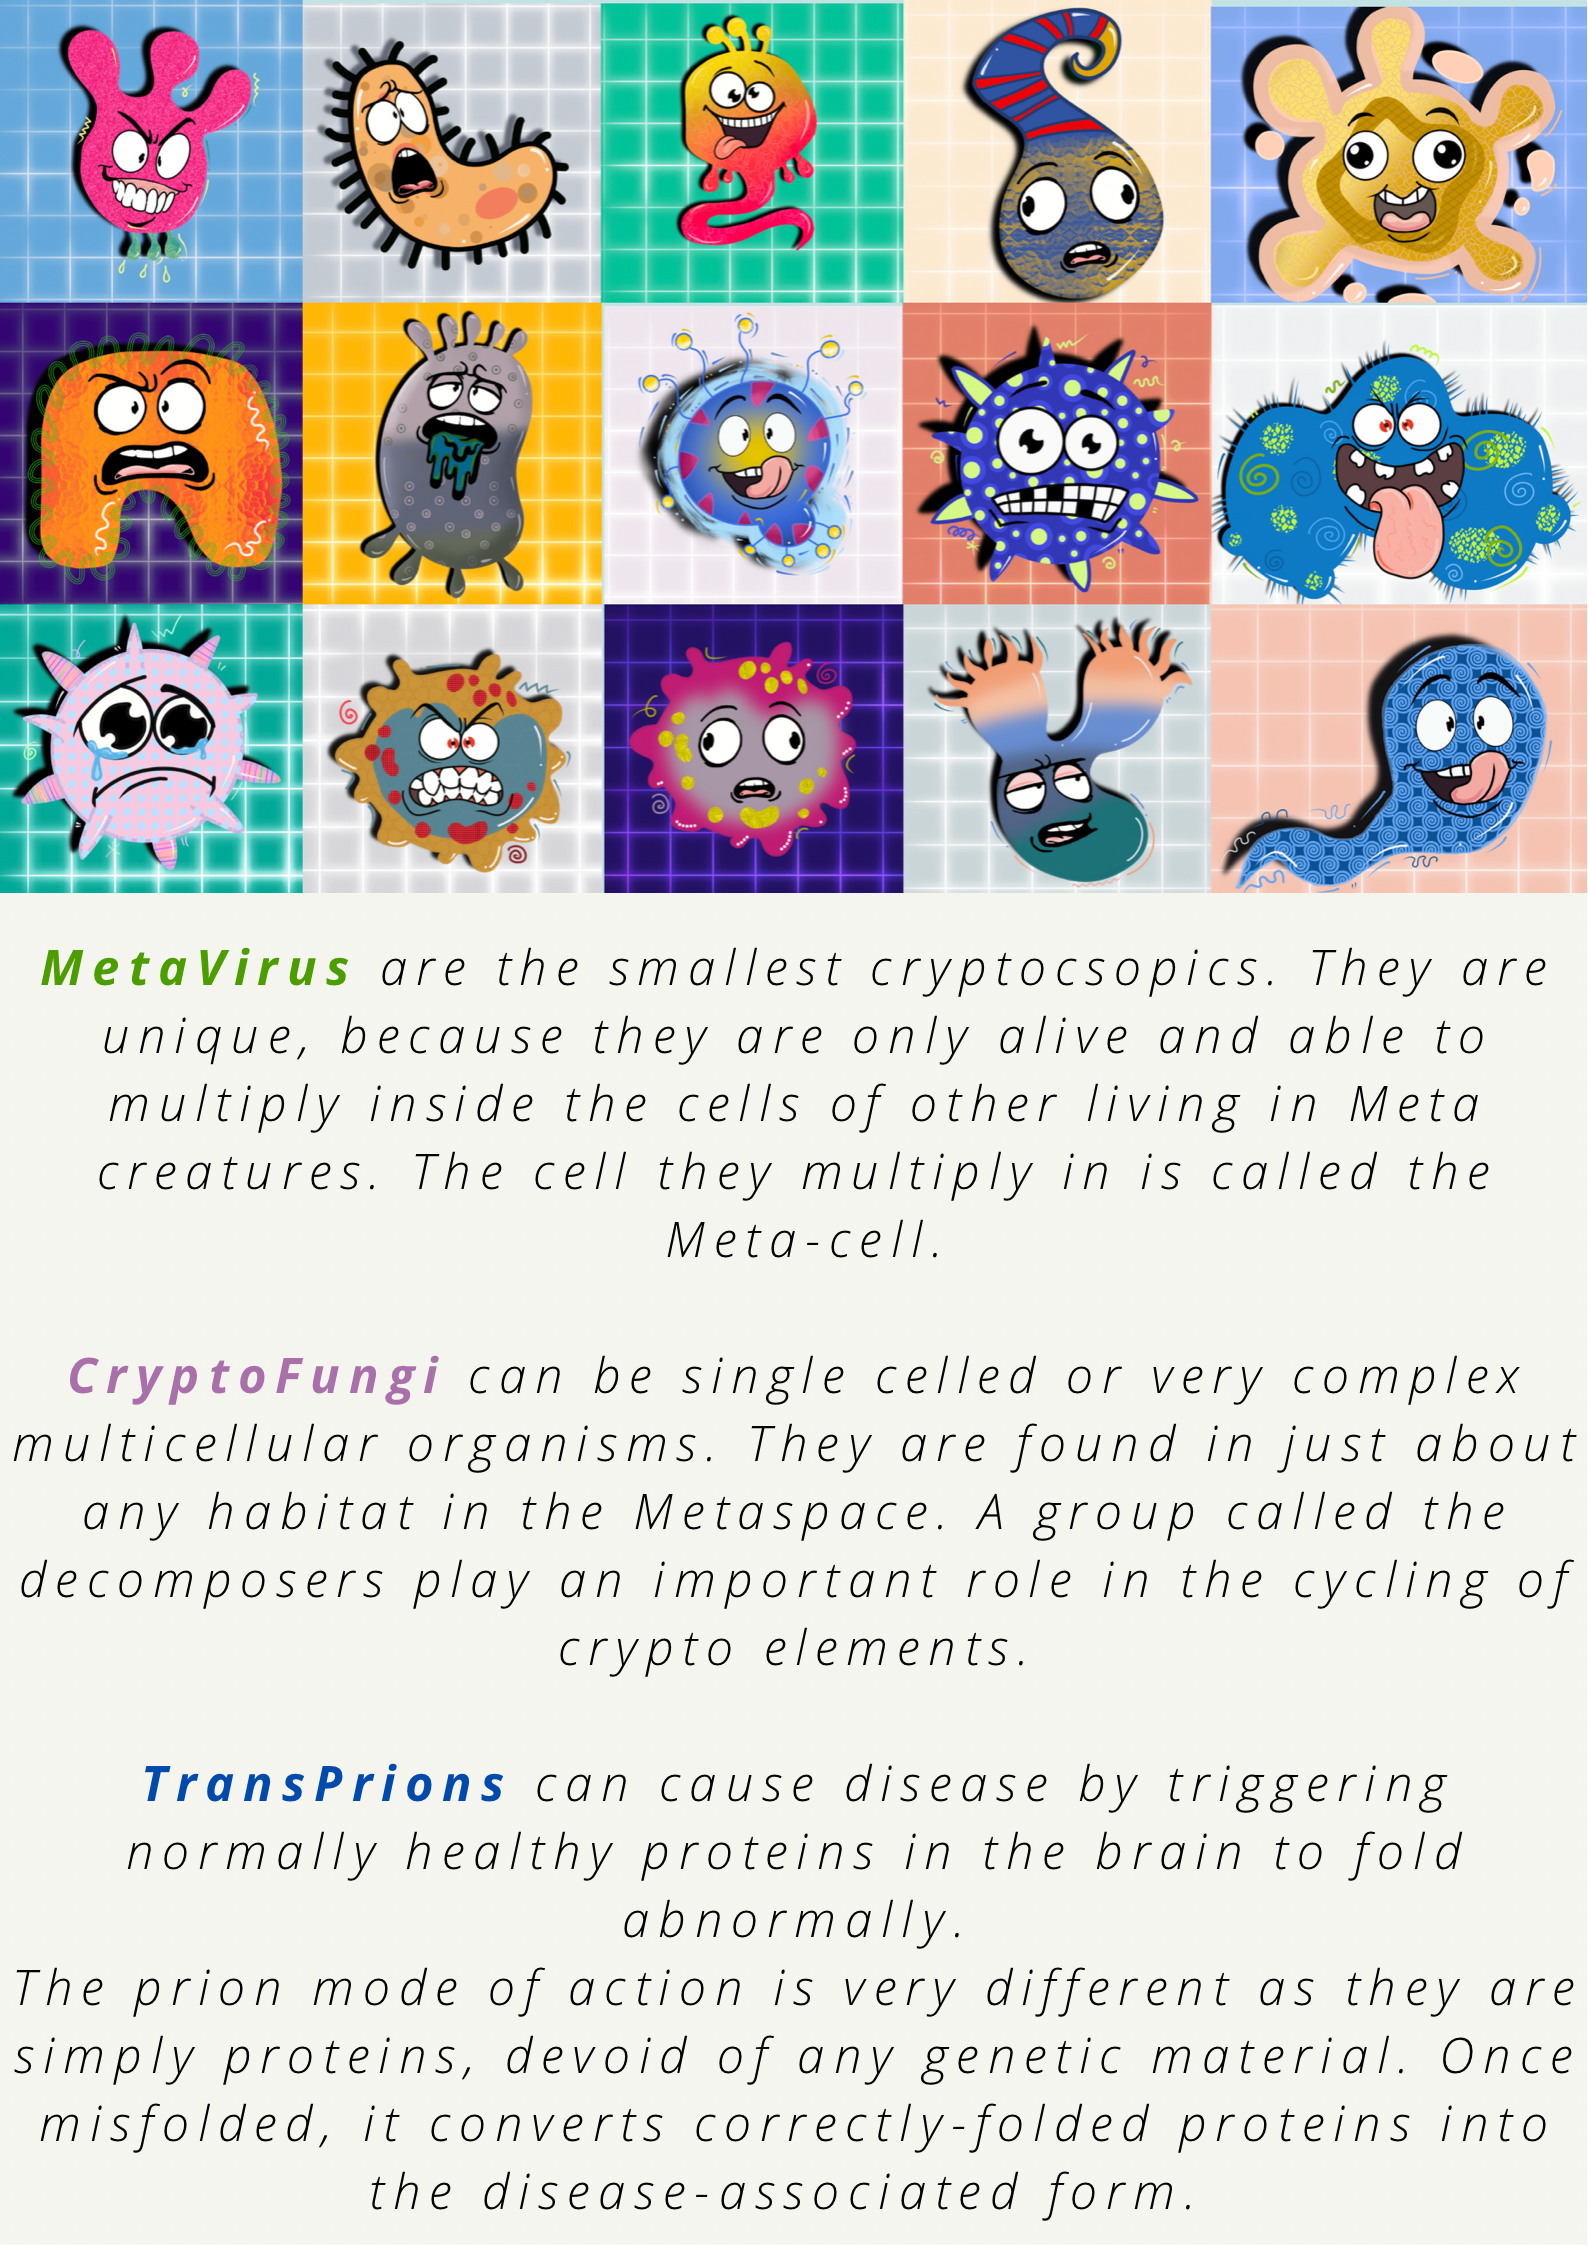 MetaVirus are the smallest cryptocsopics. They are
unique, because they are only alive and able to
multiply inside the cells of other living in Meta
creatures. The cell they multiply in is called the
Meta-cell.
CryptoFungi can be single celled or very complex
multicellular organisms. They are found in just about
any habitat in the Metaspace. A group called the
decomposers play an important role in the cycling of
crypto elements.
TransPrions can cause disease by triggering
normally healthy proteins in the brain to fold
abnormally.
The prion mode of action is very different as they are
simply proteins, devoid of any genetic material. Once
misfolded, it converts correctly-folded proteins into
the disease-associated form.